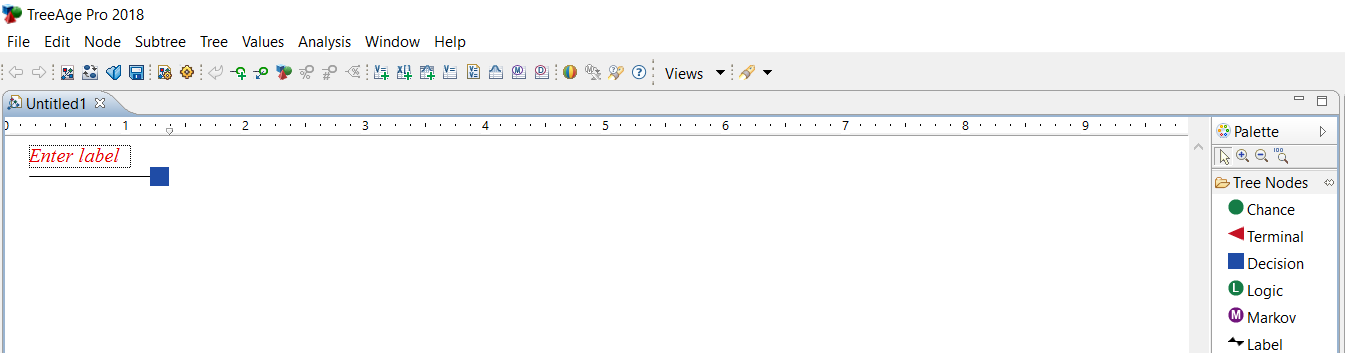 TreeAge Pro 2018
File Edit Node Subtree Tree Values Analysis Window Help
Views
Untitled1
0 1 2 3 4 5 6 7 8 9
Enter label
Palette
100
Tree Nodes
Chance
Terminal
Decision
L Logic
M Markov
Label